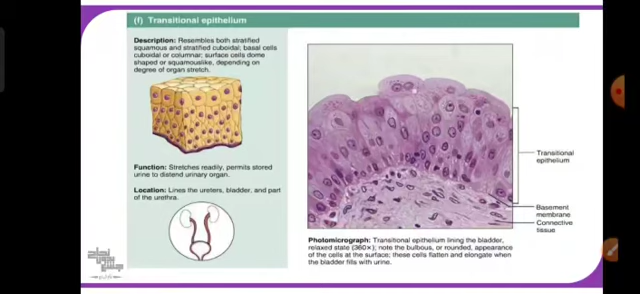 (f) Transitional epithelium
Description: Resembles both stratified
squamous and stratified cuboidal; basal cells
cuboidal or columnar; surface cells dome
shaped or squamouslike, depending on
degree of organ stretch.
Function: Stretches readily, permits stored
urine to distend urinary organ.
Location: Lines the ureters, bladder, and part
of the urethra.
Transitional
epithelium
Basement
membrane
Connective
tissue
Photomicrograph: Transitional epithelium lining the bladder,
relaxed state (360×); note the bulbous, or rounded, appearance
of the cells at the surface; these cells flatten and elongate when
the bladder fills with urine.